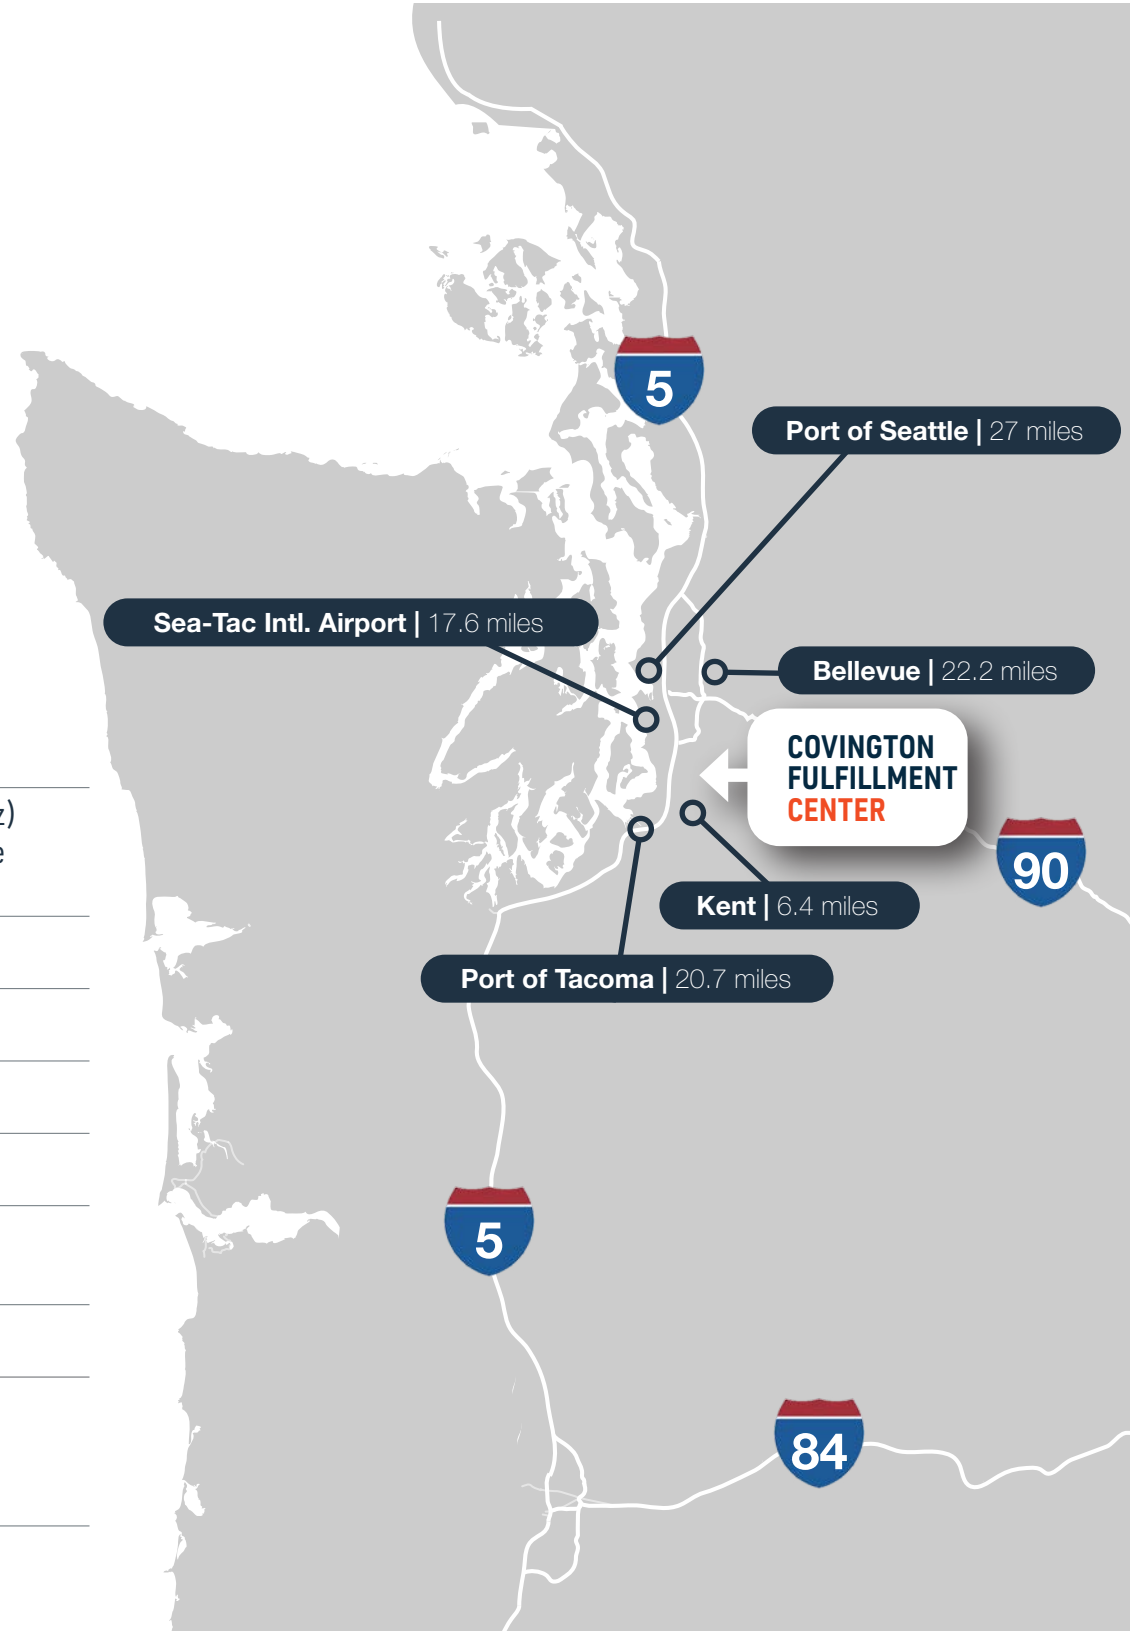 5
Port of Seattle | 27 miles
Sea-Tac Intl. Airport | 17.6 miles
Bellevue | 22.2 miles
COVINGTON
FULFILLMENT
CENTER
z)
e
90
Kent | 6.4 miles
Port of Tacoma | 20.7 miles
5
84